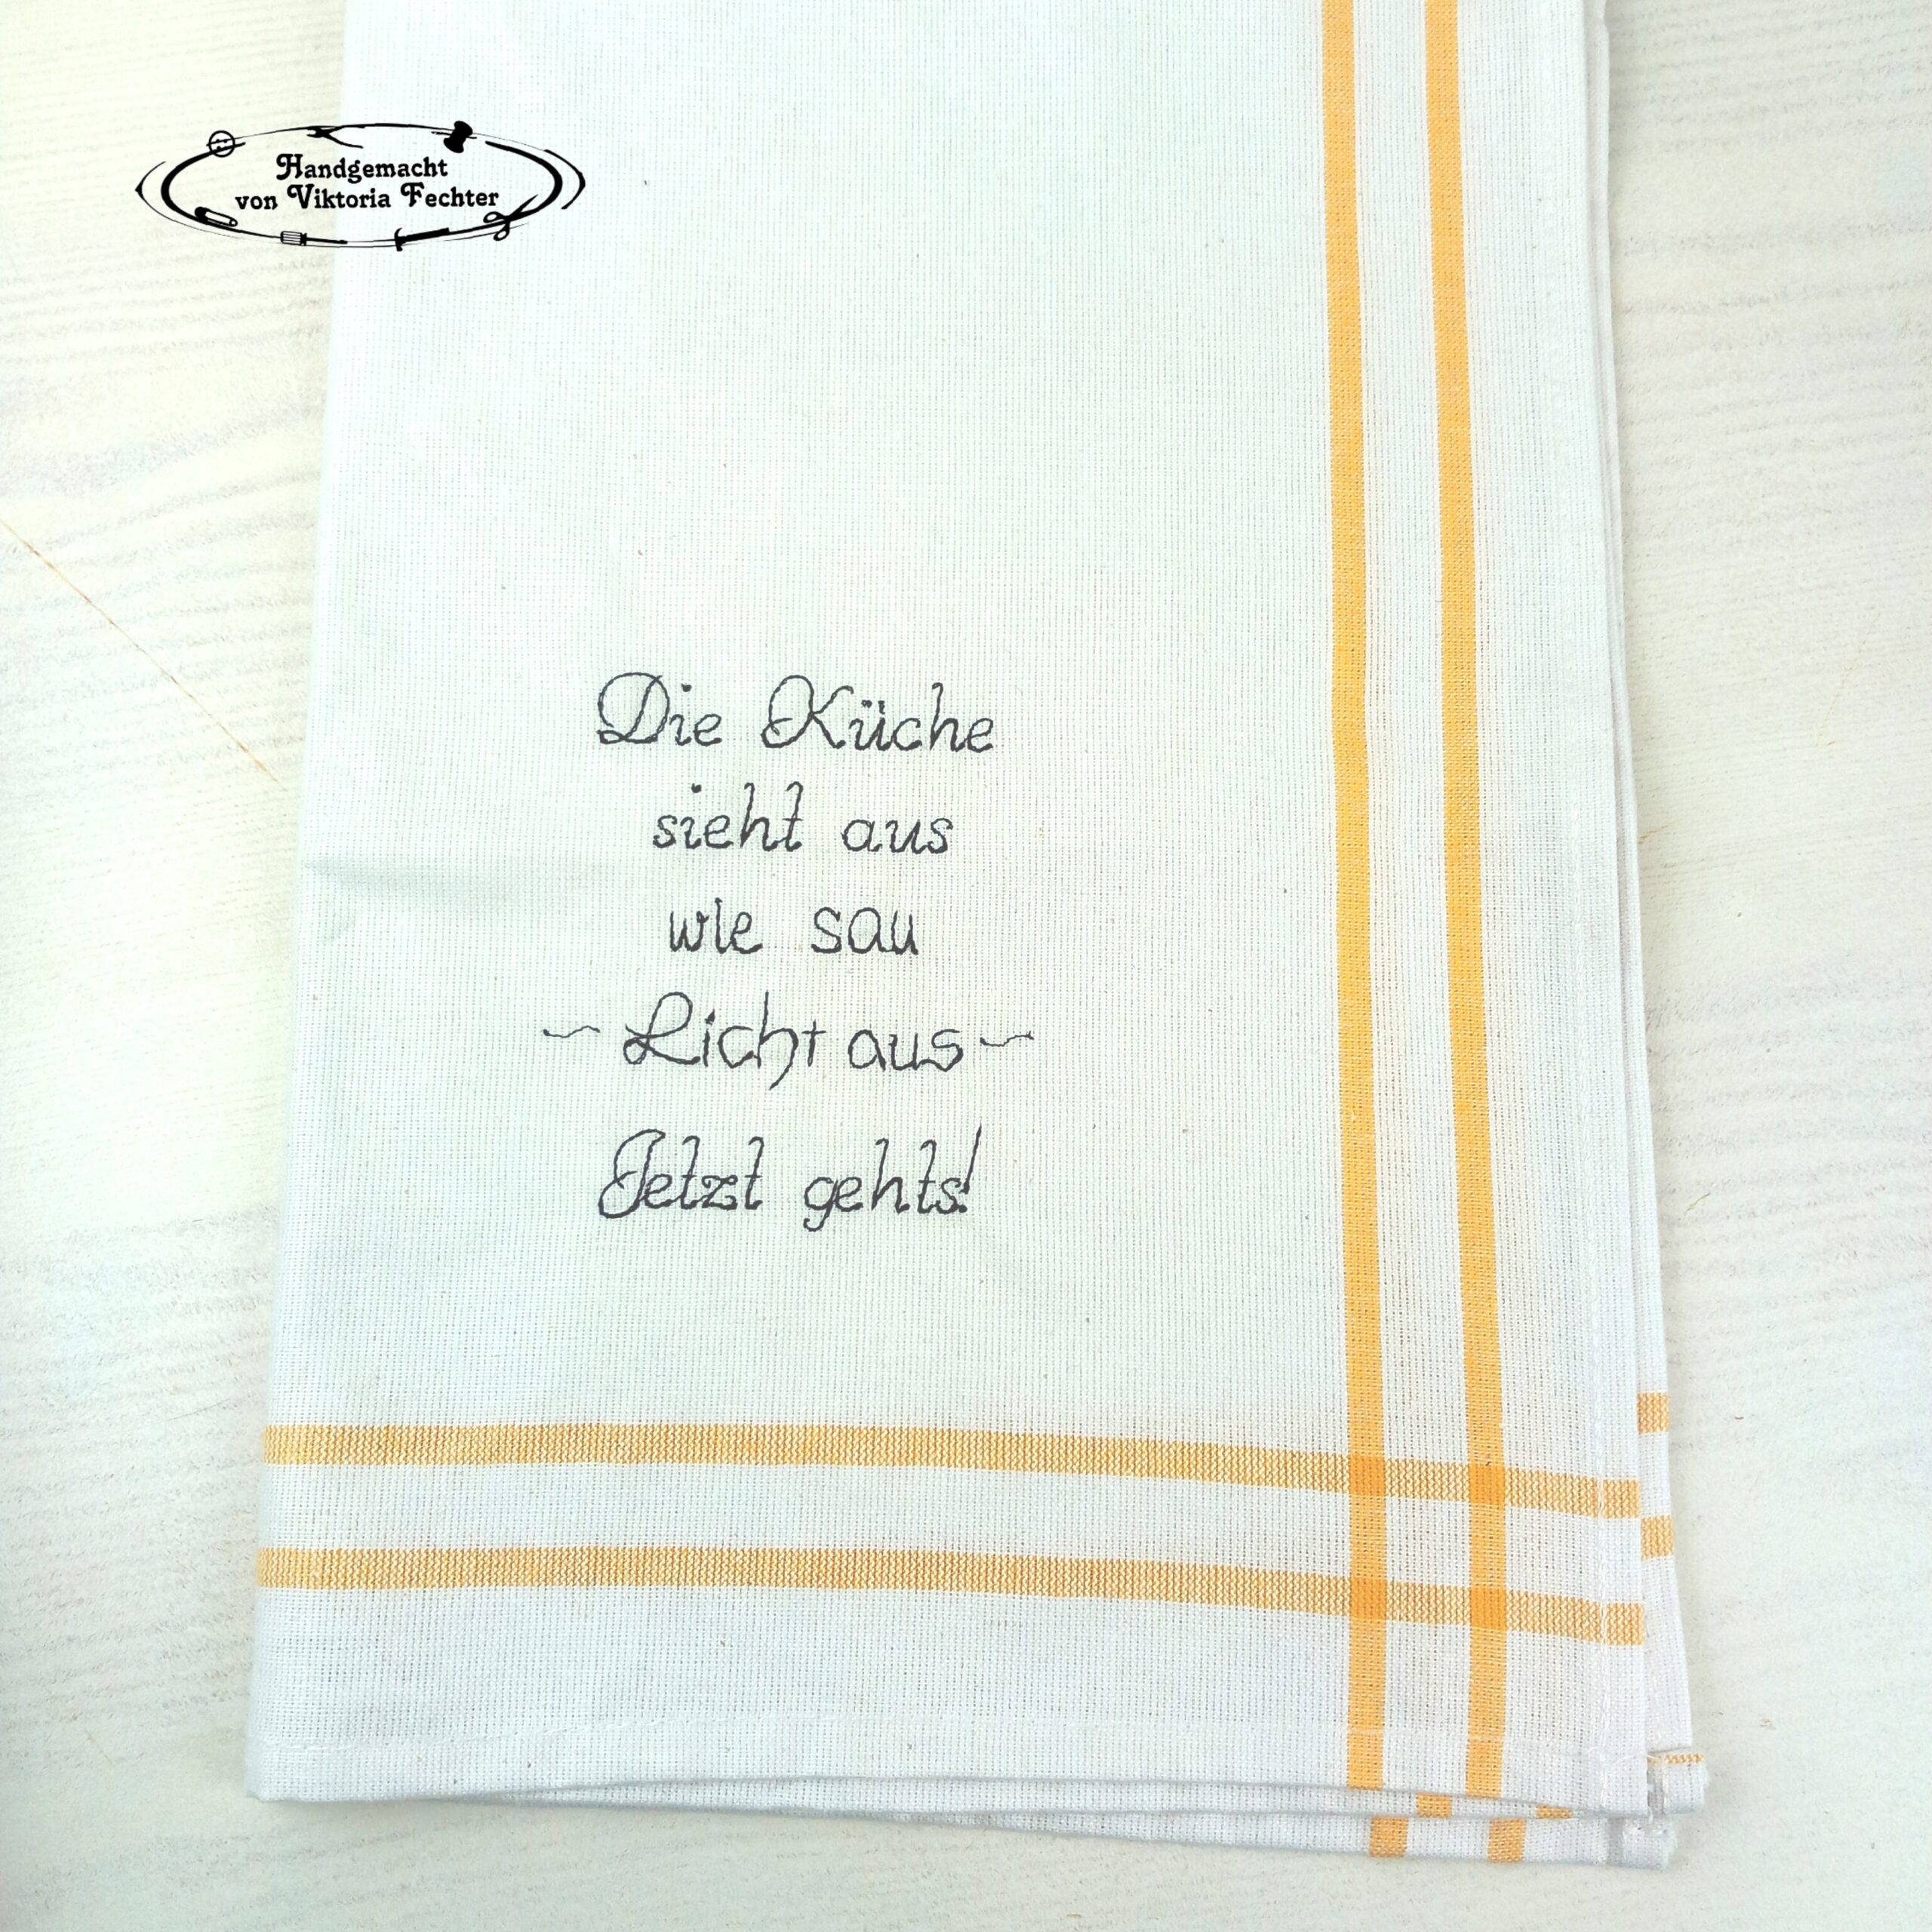 Handgemacht
von Viktoria Fechter
Die Küche
sieht aus
wie sau
~ Licht aus ~
Jetzt gehts!